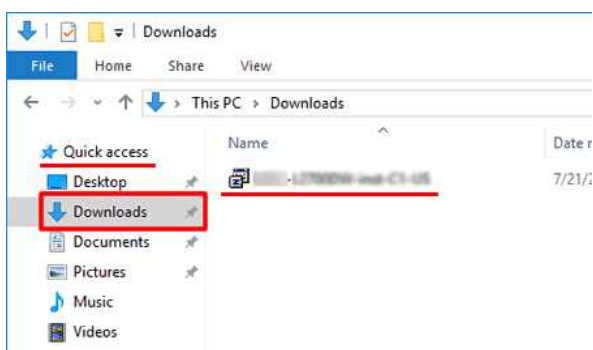 Downloads
File Home Share View
This PC > Downloads
Quick access
Name
Date
Desktop
7/21/2
Downloads
Documents
Pictures
Music
Videos